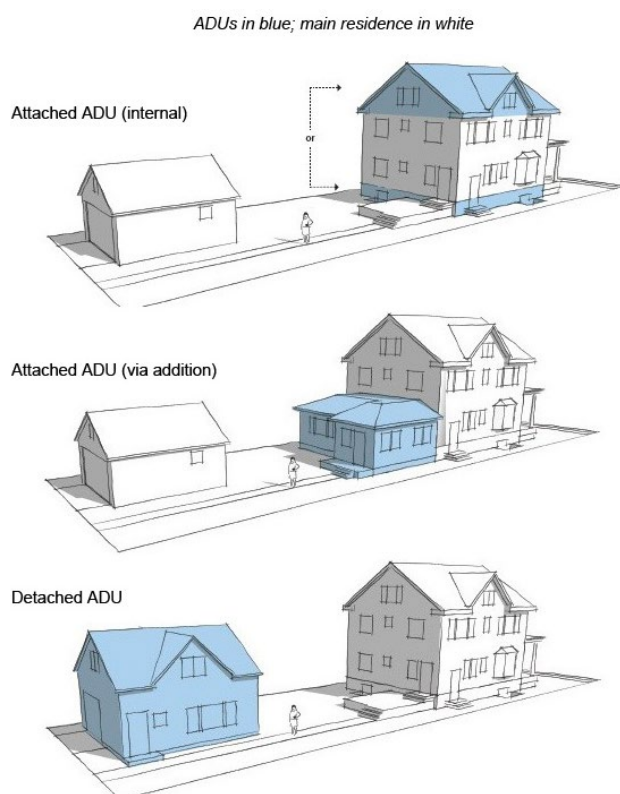 ADUs in blue; main residence in white
Attached ADU (internal)
or
Attached ADU (via addition)
Detached ADU